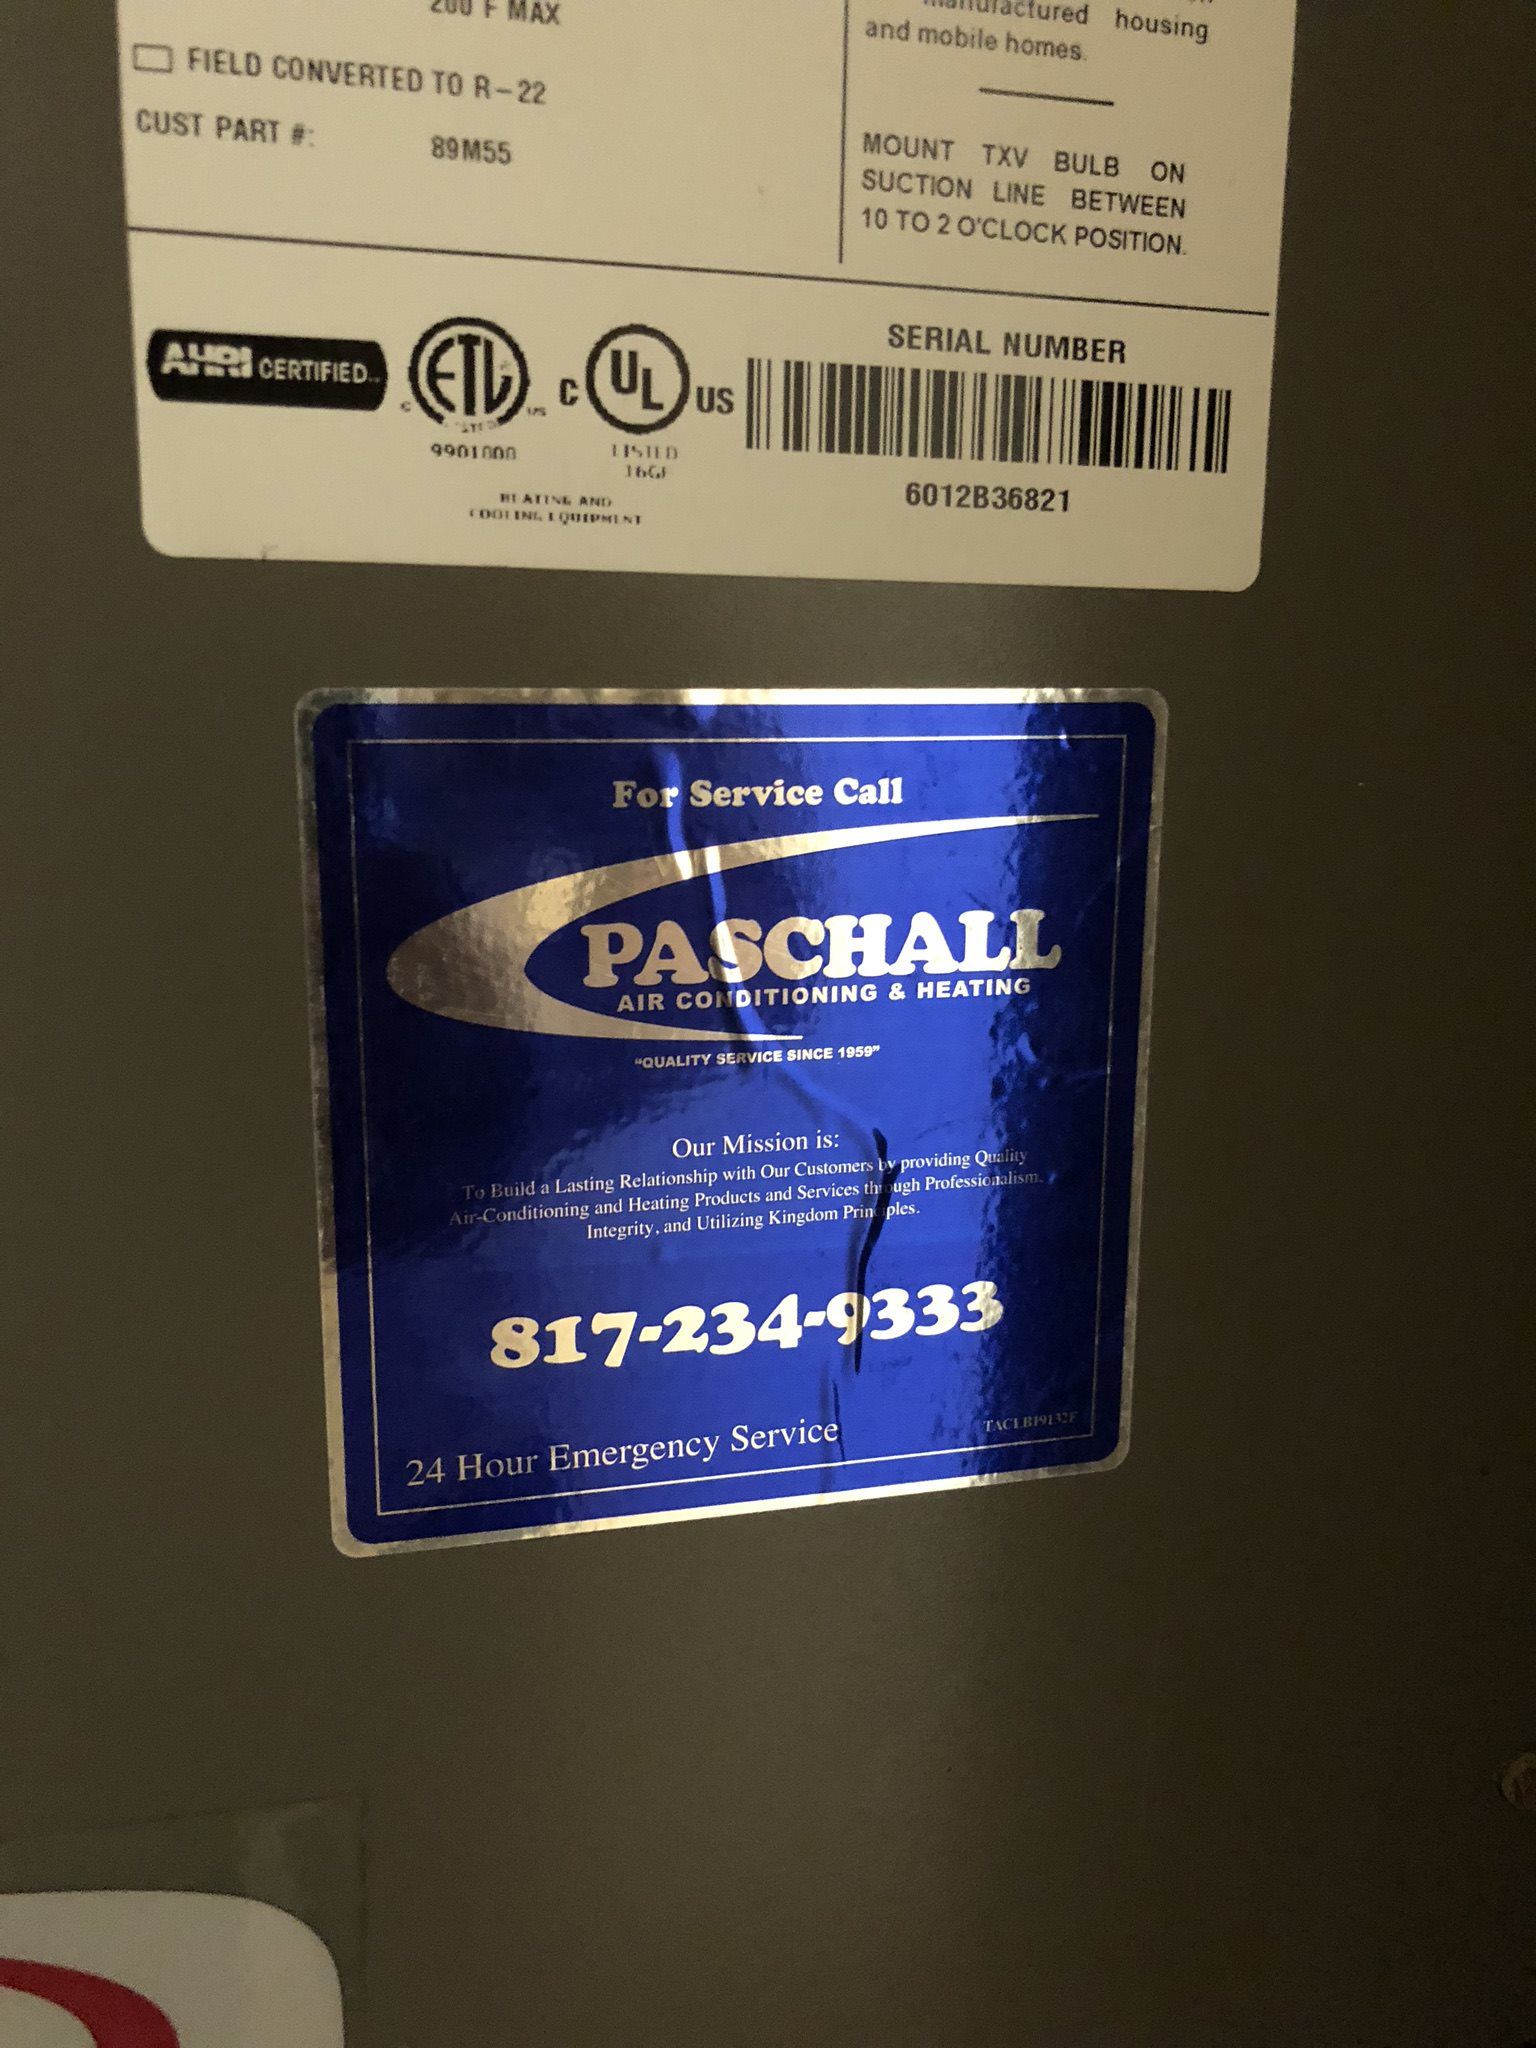 200 F MAX
FIELD CONVERTED TO R-22
CUST PART #: 89M55
manufactured housing
and mobile homes.
MOUNT TXV BULB ON
SUCTION LINE BETWEEN
10 TO 2 O'CLOCK POSITION.
AHRI CERTIFIED
C ETL US
9901000
C UL US
LISTED
HEATING AND
COOLING EQUIPMENT
SERIAL NUMBER
6012B36821
For Service Call
PASCHALL
AIR CONDITIONING & HEATING
"QUALITY SERVICE SINCE 1959"
Our Mission is:
To Build a Lasting Relationship with Our Customers by providing Quality
Air-Conditioning and Heating Products and Services through Professionalism.
Integrity, and Utilizing Kingdom Principles.
817-234-9333
24 Hour Emergency Service